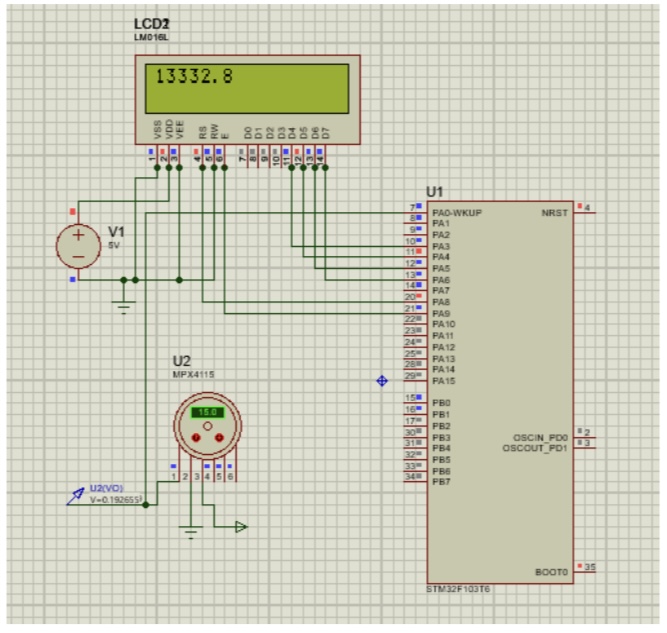 LCD2
LM016L
13332.8
VSS
VDD
VEE
RS
RW
E
D0
D1
D2
D3
D4
D5
D6
D7
1
2
3
4
5
6
7
8
9
10
11
12
13
14
V1
5V
U1
7 PA0-WKUP
8 PA1
9 PA2
10 PA3
11 PA4
12 PA5
13 PA6
14 PA7
20 PA8
21 PA9
22 PA10
23 PA11
24 PA12
25 PA13
28 PA14
29 PA15
15 PB0
16 PB1
17 PB2
30 PB3
31 PB4
32 PB5
33 PB6
34 PB7
NRST 4
OSCIN_PD0 2
OSCOUT_PD1 3
BOOT0 35
STM32F103T6
U2
MPX4115
15.0
1 2 3 4 5 6
U2(VO)